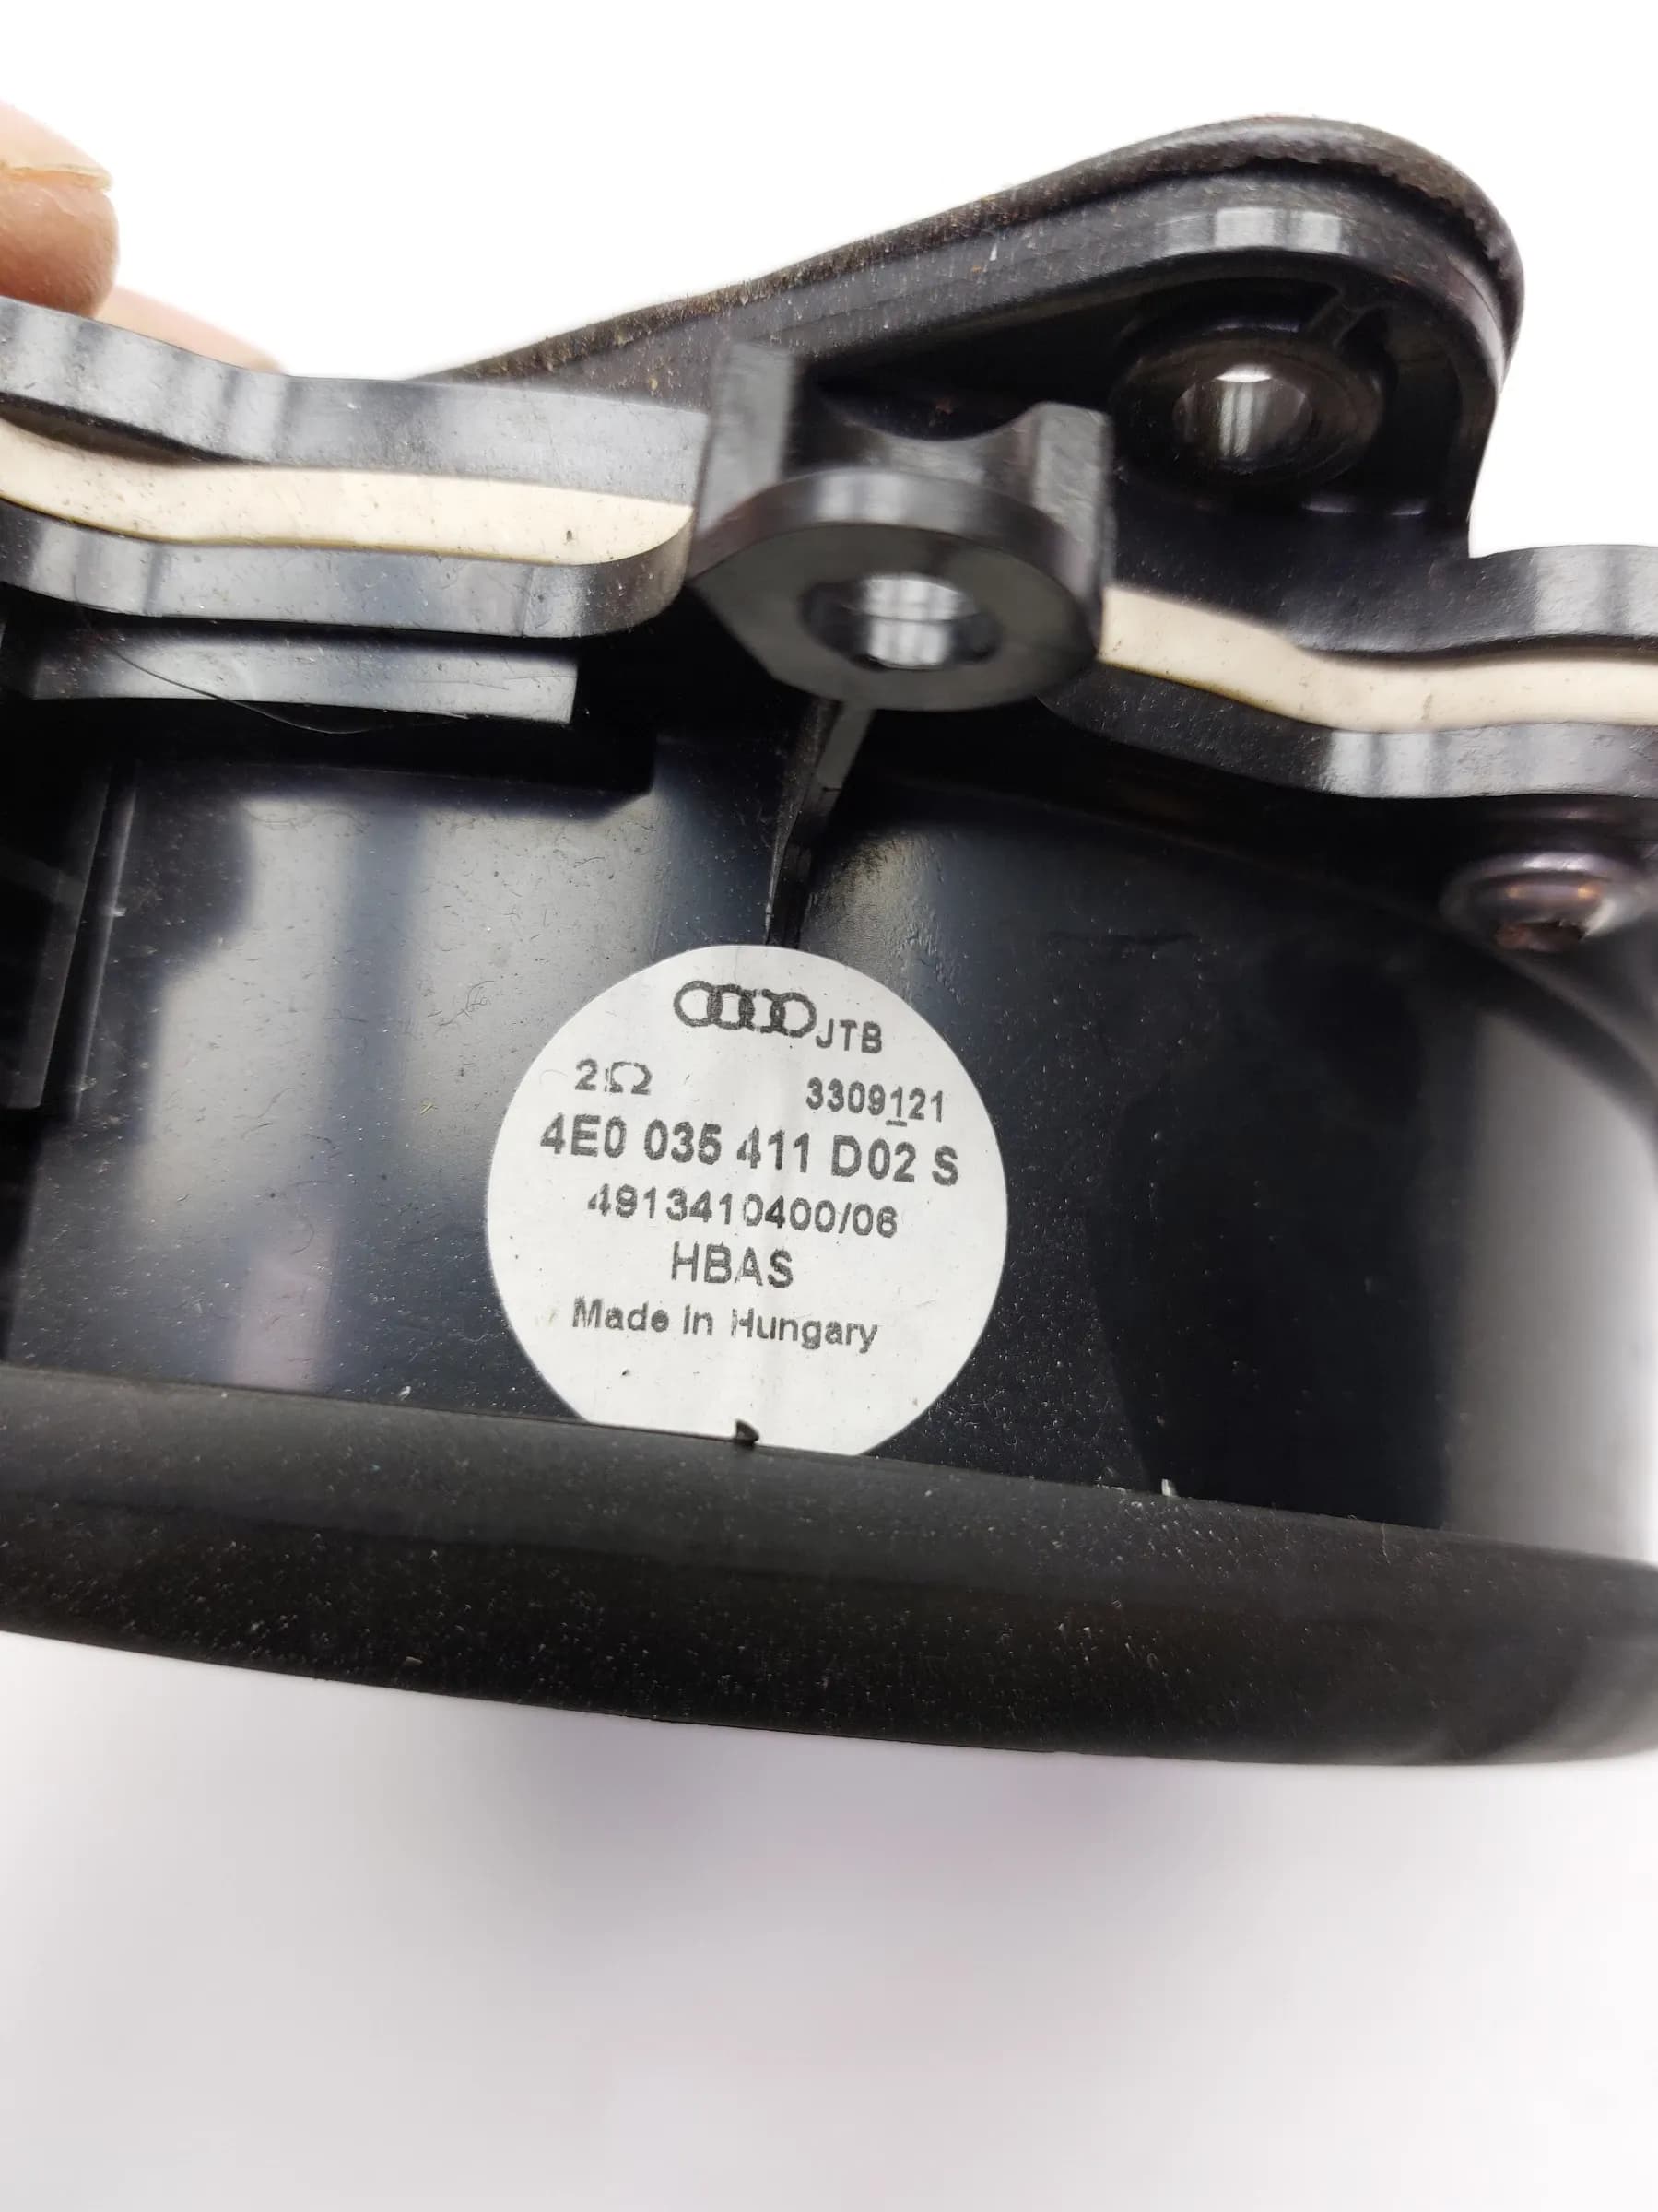 JTB
2Ω 3309121
4E0 035 411 D02 S
4913410400/06
HBAS
Made in Hungary